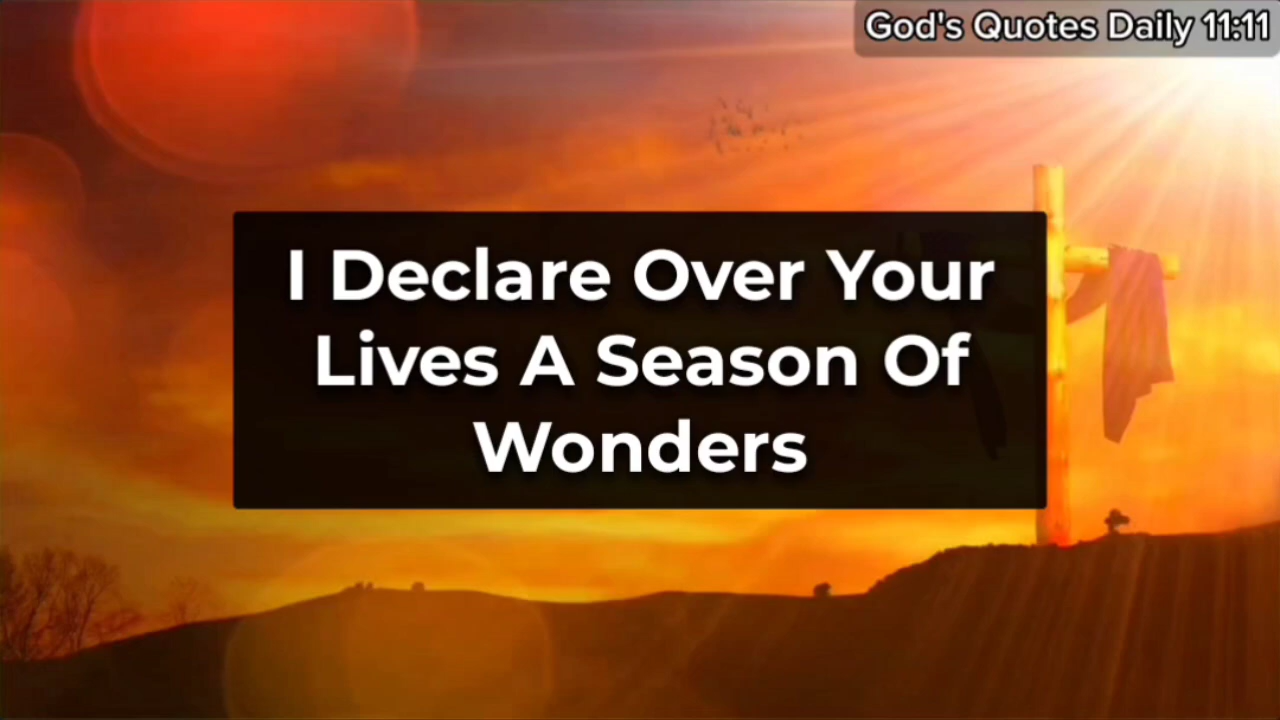 God's Quotes Daily 11:11
I Declare Over Your
Lives A Season Of
Wonders